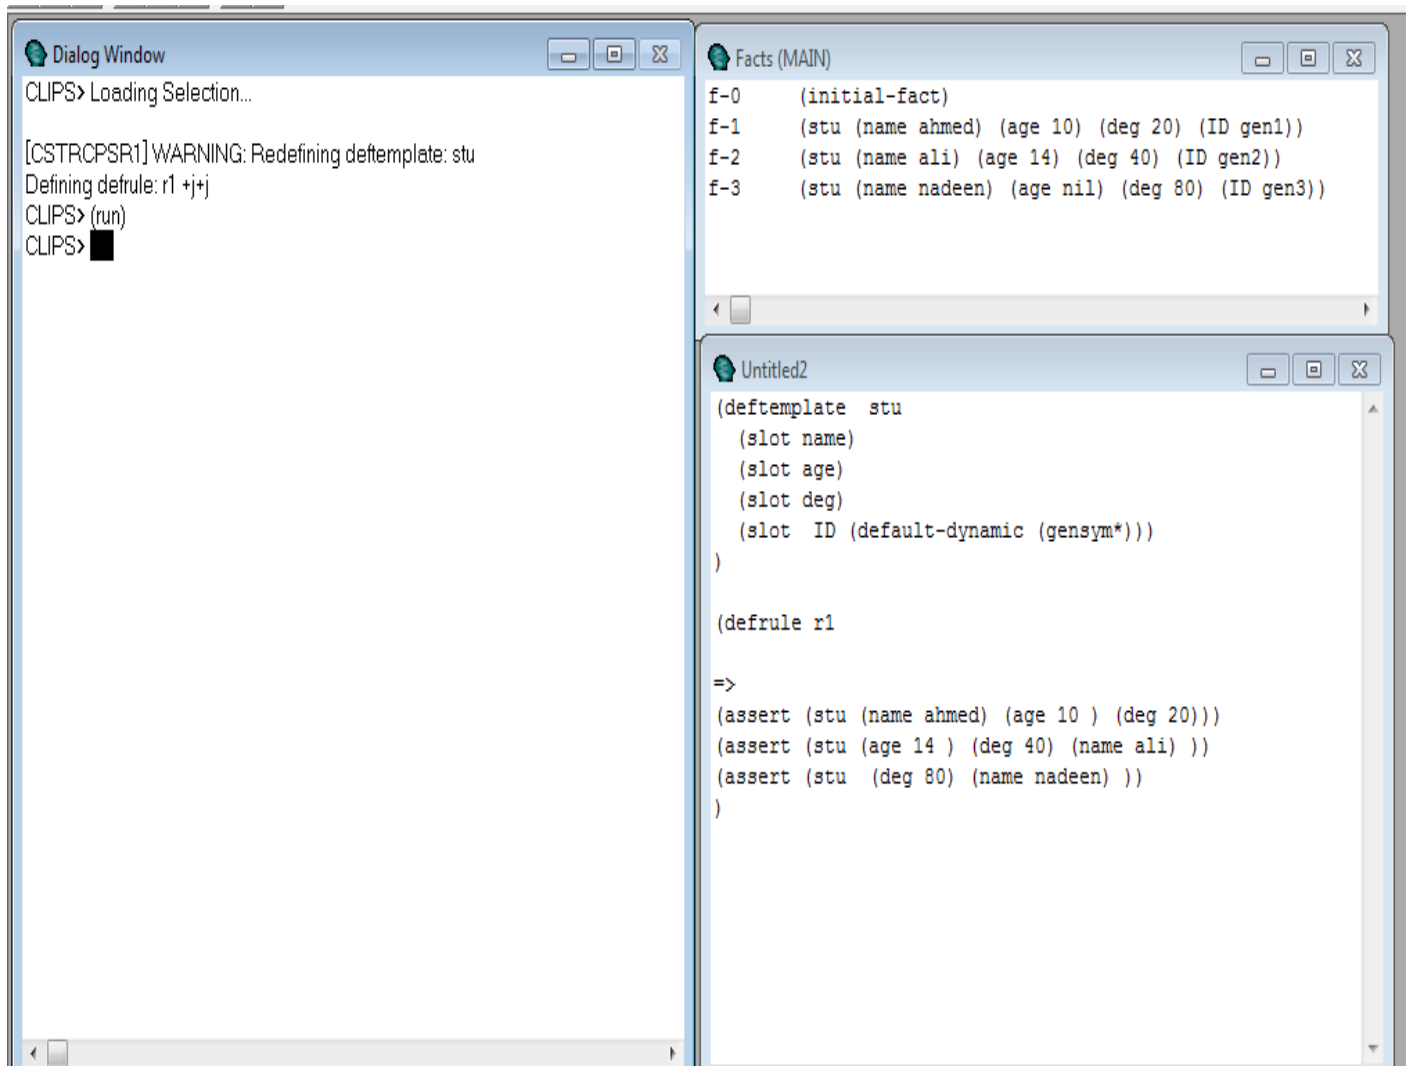 Dialog Window
CLIPS> Loading Selection...
[CSTRCPSR1] WARNING: Redefining deftemplate: stu
Defining defrule: r1 +j+j
CLIPS> (run)
CLIPS>
Facts (MAIN)
f-0 (initial-fact)
f-1 (stu (name ahmed) (age 10) (deg 20) (ID gen1))
f-2 (stu (name ali) (age 14) (deg 40) (ID gen2))
f-3 (stu (name nadeen) (age nil) (deg 80) (ID gen3))
Untitled2
(deftemplate stu
(slot name)
(slot age)
(slot deg)
(slot ID (default-dynamic (gensym*)))
)
(defrule r1
=>
(assert (stu (name ahmed) (age 10 ) (deg 20)))
(assert (stu (age 14 ) (deg 40) (name ali) ))
(assert (stu (deg 80) (name nadeen) ))
)